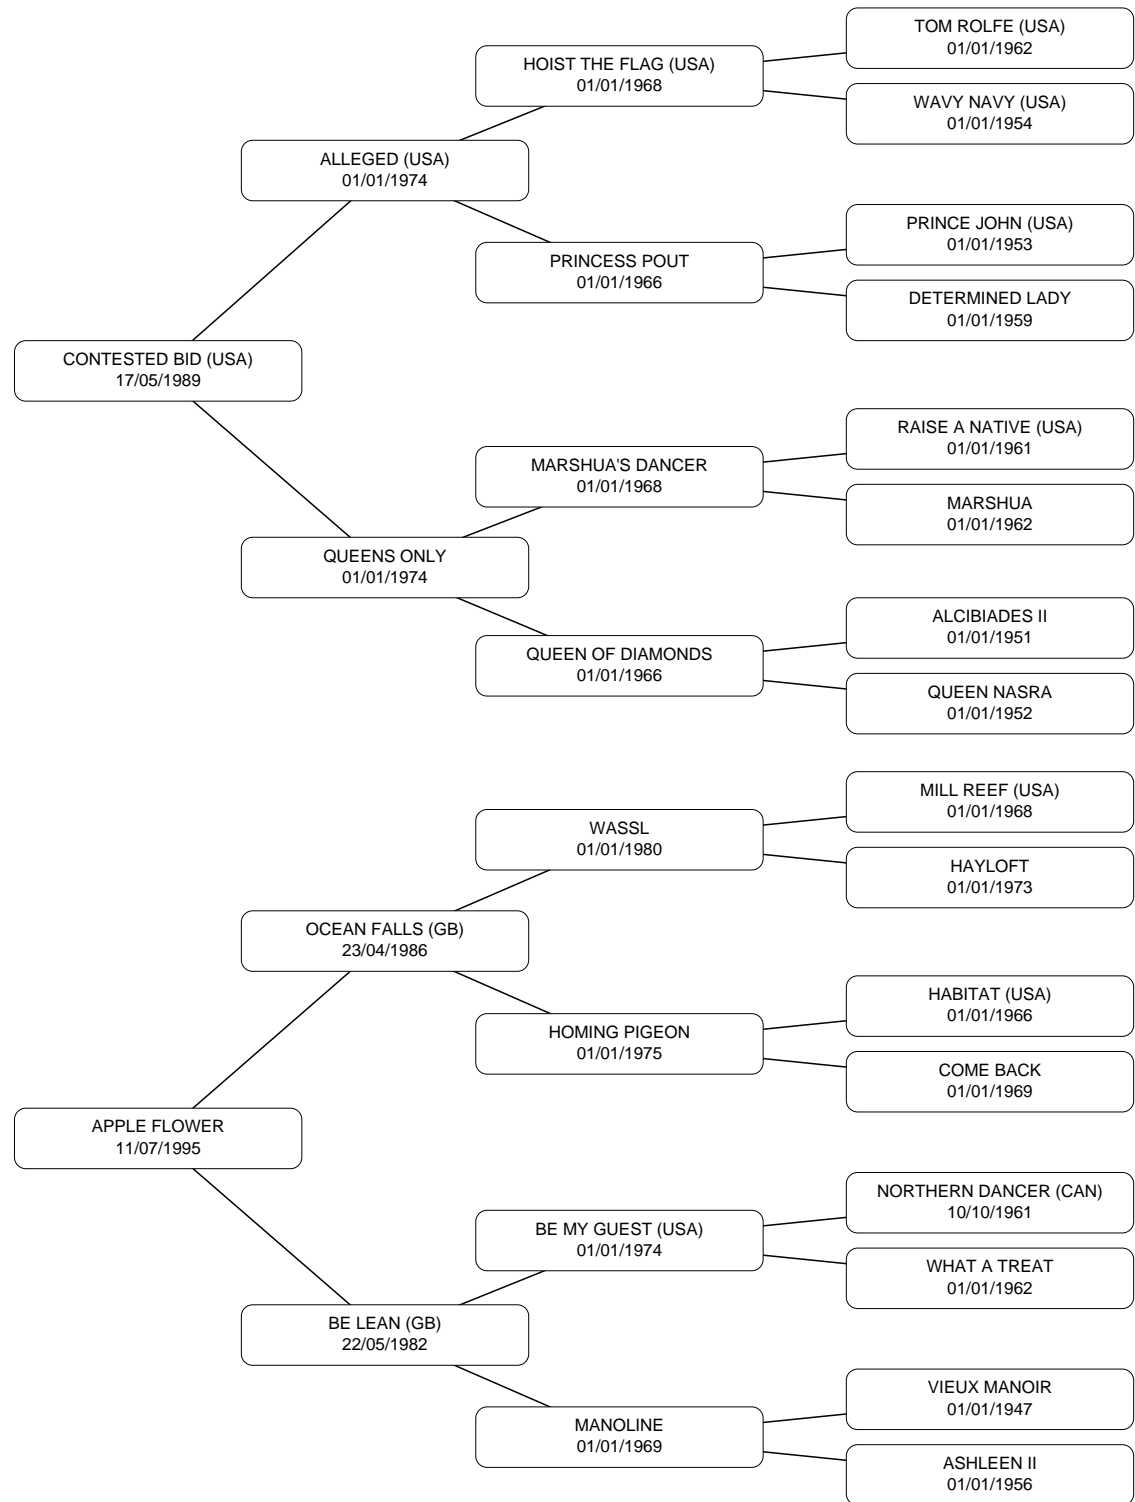 TOM ROLFE (USA)
01/01/1962
HOIST THE FLAG (USA)
01/01/1968
WAVY NAVY (USA)
01/01/1954
ALLEGED (USA)
01/01/1974
PRINCE JOHN (USA)
01/01/1953
PRINCESS POUT
01/01/1966
DETERMINED LADY
01/01/1959
CONTESTED BID (USA)
17/05/1989
RAISE A NATIVE (USA)
01/01/1961
MARSHUA'S DANCER
01/01/1968
MARSHUA
01/01/1962
QUEENS ONLY
01/01/1974
ALCIBIADES II
01/01/1951
QUEEN OF DIAMONDS
01/01/1966
QUEEN NASRA
01/01/1952
MILL REEF (USA)
01/01/1968
WASSL
01/01/1980
HAYLOFT
01/01/1973
OCEAN FALLS (GB)
23/04/1986
HABITAT (USA)
01/01/1966
HOMING PIGEON
01/01/1975
COME BACK
01/01/1969
APPLE FLOWER
11/07/1995
NORTHERN DANCER (CAN)
10/10/1961
BE MY GUEST (USA)
01/01/1974
WHAT A TREAT
01/01/1962
BE LEAN (GB)
22/05/1982
VIEUX MANOIR
01/01/1947
MANOLINE
01/01/1969
ASHLEEN II
01/01/1956